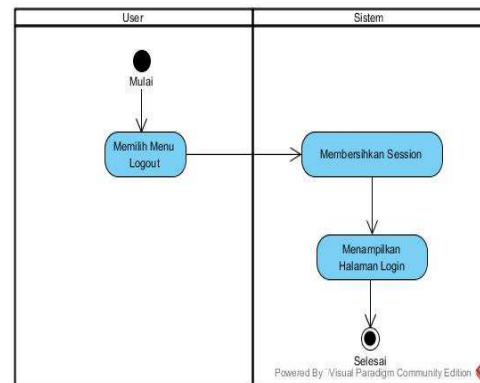 User
Sistem
Mulai
Memilih Menu
Logout
Membersihkan Session
Menampilkan
Halaman Login
Selesai
Powered By Visual Paradigm Community Edition